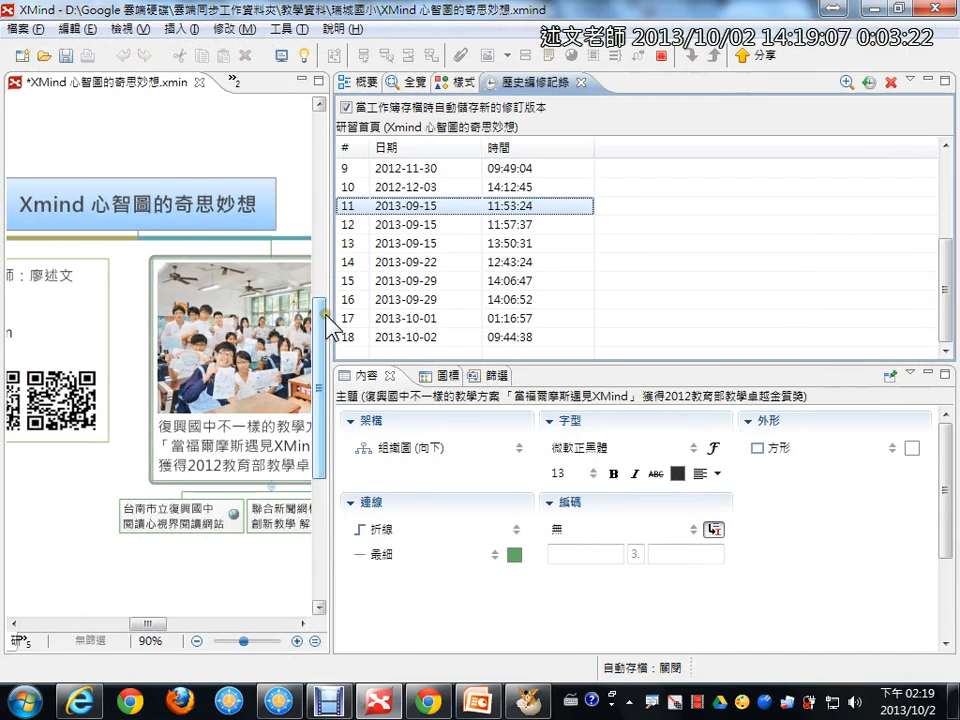 XMind - D:\Google 雲端硬碟\雲端同步工作資料夾\教學資料\瑞城國小\XMind 心智圖的奇思妙想.xmind
檔案(F) 編輯(E) 檢視(V) 插入(I) 修改(M) 工具(T) 說明(H)
述文老師 2013/10/02 14:19:07 0:03:22
分享
*XMind 心智圖的奇思妙想.xmin
2
概要 全覽 樣式 歷史編修記錄
當工作簿存檔時自動儲存新的修訂版本
研習首頁 (Xmind 心智圖的奇思妙想)
# 日期 時間
9 2012-11-30 09:49:04
10 2012-12-03 14:12:45
11 2013-09-15 11:53:24
12 2013-09-15 11:57:37
13 2013-09-15 13:50:31
14 2013-09-22 12:43:24
15 2013-09-29 14:06:47
16 2013-09-29 14:06:52
17 2013-10-01 01:16:57
18 2013-10-02 09:44:38
Xmind 心智圖的奇思妙想
師：廖述文
m
復興國中不一樣的教學方
「當福爾摩斯遇見XMin
獲得2012教育部教學卓
台南市立復興國中
閱讀心視界閱讀網站
聯合新聞網
創新教學 解
內容 圖標 篩選
主題 (復興國中不一樣的教學方案 「當福爾摩斯遇見XMind」 獲得2012教育部教學卓越金質獎)
架構
組織圖 (向下)
字型
微軟正黑體
13 B I ABC
外形
方形
連線
折線
最細
編碼
無
3.
研 5
無篩選
90%
自動存檔：關閉
下午 02:19
2013/10/2